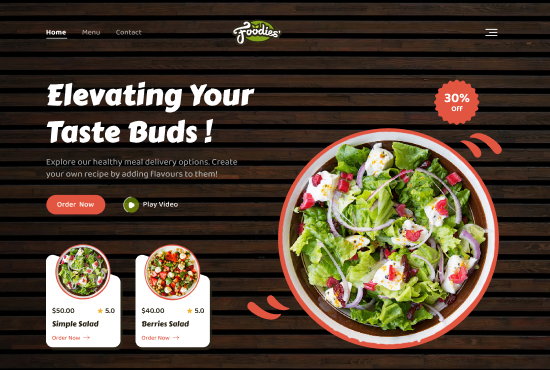 Home
Menu
Contact
Foodies'
Elevating Your
Taste Buds !
30%
OFF
Explore our healthy meal delivery options. Create
your own recipe by adding flavours to them!
Order Now
Play Video
$50.00
5.0
Simple Salad
Order Now
$40.00
5.0
Berries Salad
Order Now